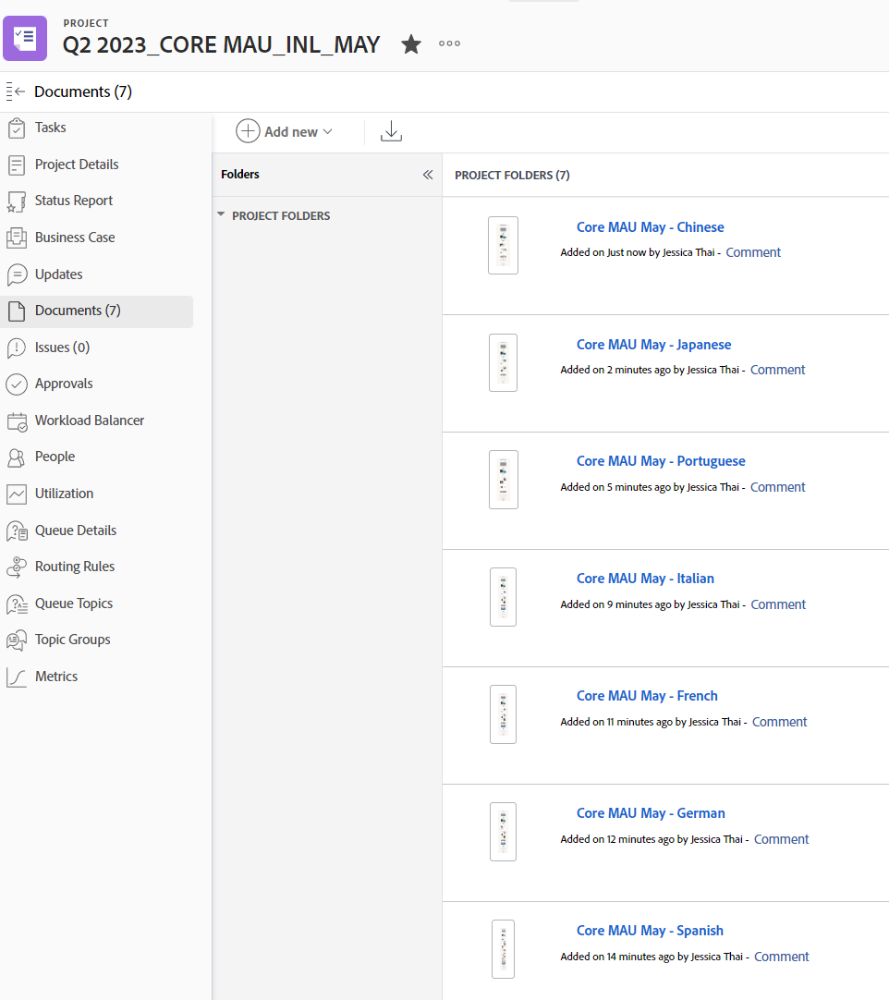 PROJECT
Q2 2023_CORE MAU_INL_MAY
Documents (7)
Tasks
Project Details
Status Report
Business Case
Updates
Documents (7)
Issues (0)
Approvals
Workload Balancer
People
Utilization
Queue Details
Routing Rules
Queue Topics
Topic Groups
Metrics
Add new
Folders
PROJECT FOLDERS
PROJECT FOLDERS (7)
Core MAU May - Chinese
Added on Just now by Jessica Thai - Comment
Core MAU May - Japanese
Added on 2 minutes ago by Jessica Thai - Comment
Core MAU May - Portuguese
Added on 5 minutes ago by Jessica Thai - Comment
Core MAU May - Italian
Added on 9 minutes ago by Jessica Thai - Comment
Core MAU May - French
Added on 11 minutes ago by Jessica Thai - Comment
Core MAU May - German
Added on 12 minutes ago by Jessica Thai - Comment
Core MAU May - Spanish
Added on 14 minutes ago by Jessica Thai - Comment